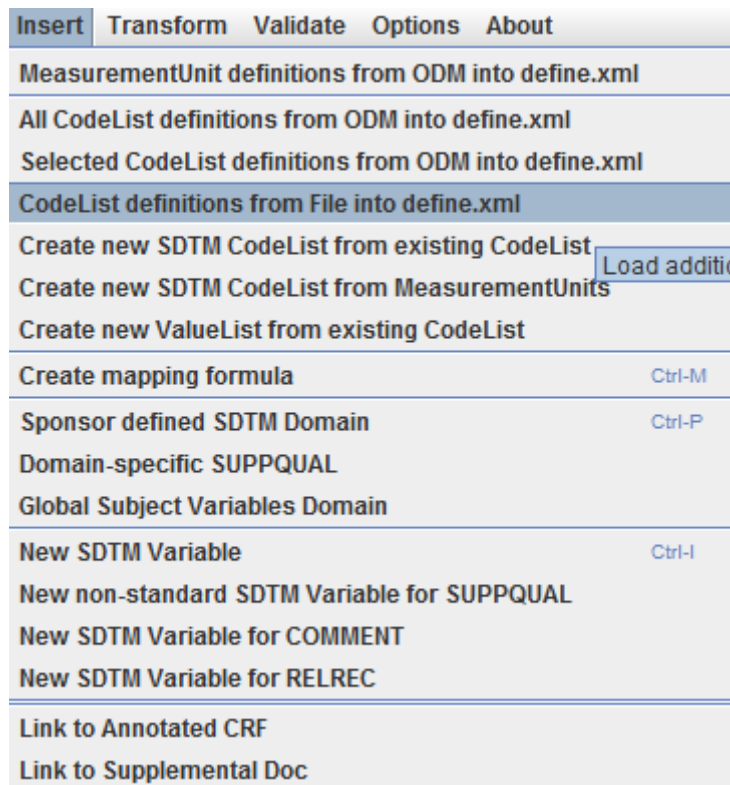 Insert Transform Validate Options About
MeasurementUnit definitions from ODM into define.xml
All CodeList definitions from ODM into define.xml
Selected CodeList definitions from ODM into define.xml
CodeList definitions from File into define.xml
Create new SDTM CodeList from existing CodeList
Load additic
Create new SDTM CodeList from MeasurementUnits
Create new ValueList from existing CodeList
Create mapping formula Ctrl-M
Sponsor defined SDTM Domain Ctrl-P
Domain-specific SUPPQUAL
Global Subject Variables Domain
New SDTM Variable Ctrl-I
New non-standard SDTM Variable for SUPPQUAL
New SDTM Variable for COMMENT
New SDTM Variable for RELREC
Link to Annotated CRF
Link to Supplemental Doc